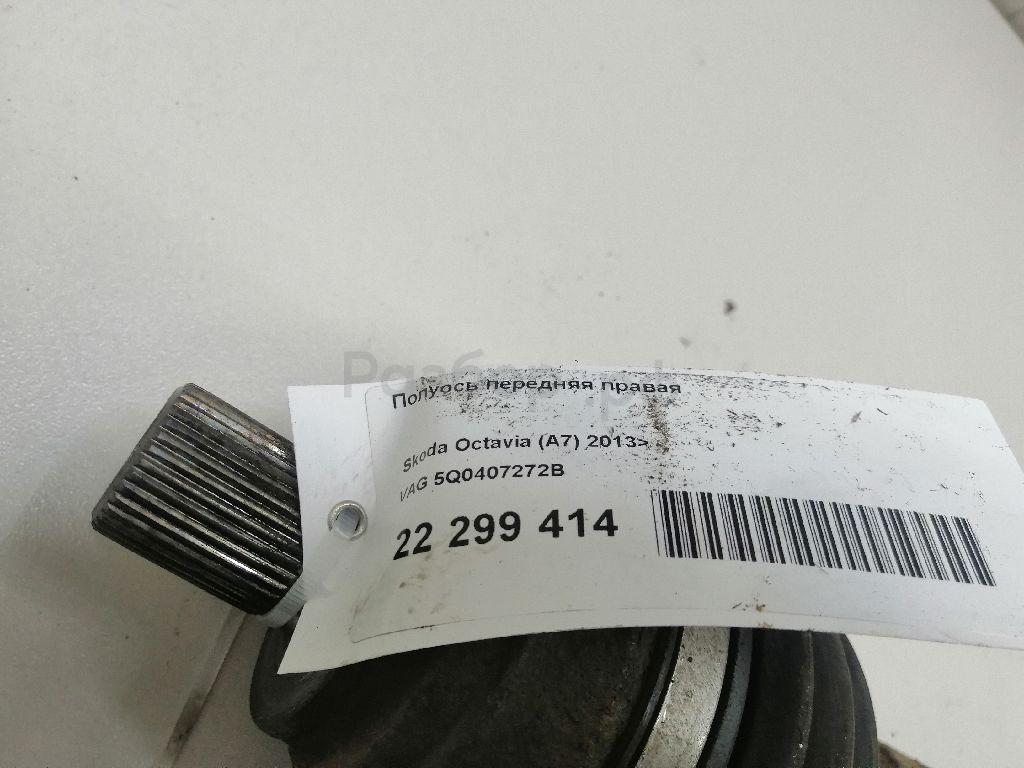 Полуось передняя правая
Skoda Octavia (A7) 2013>
VAG 5Q0407272B
22 299 414